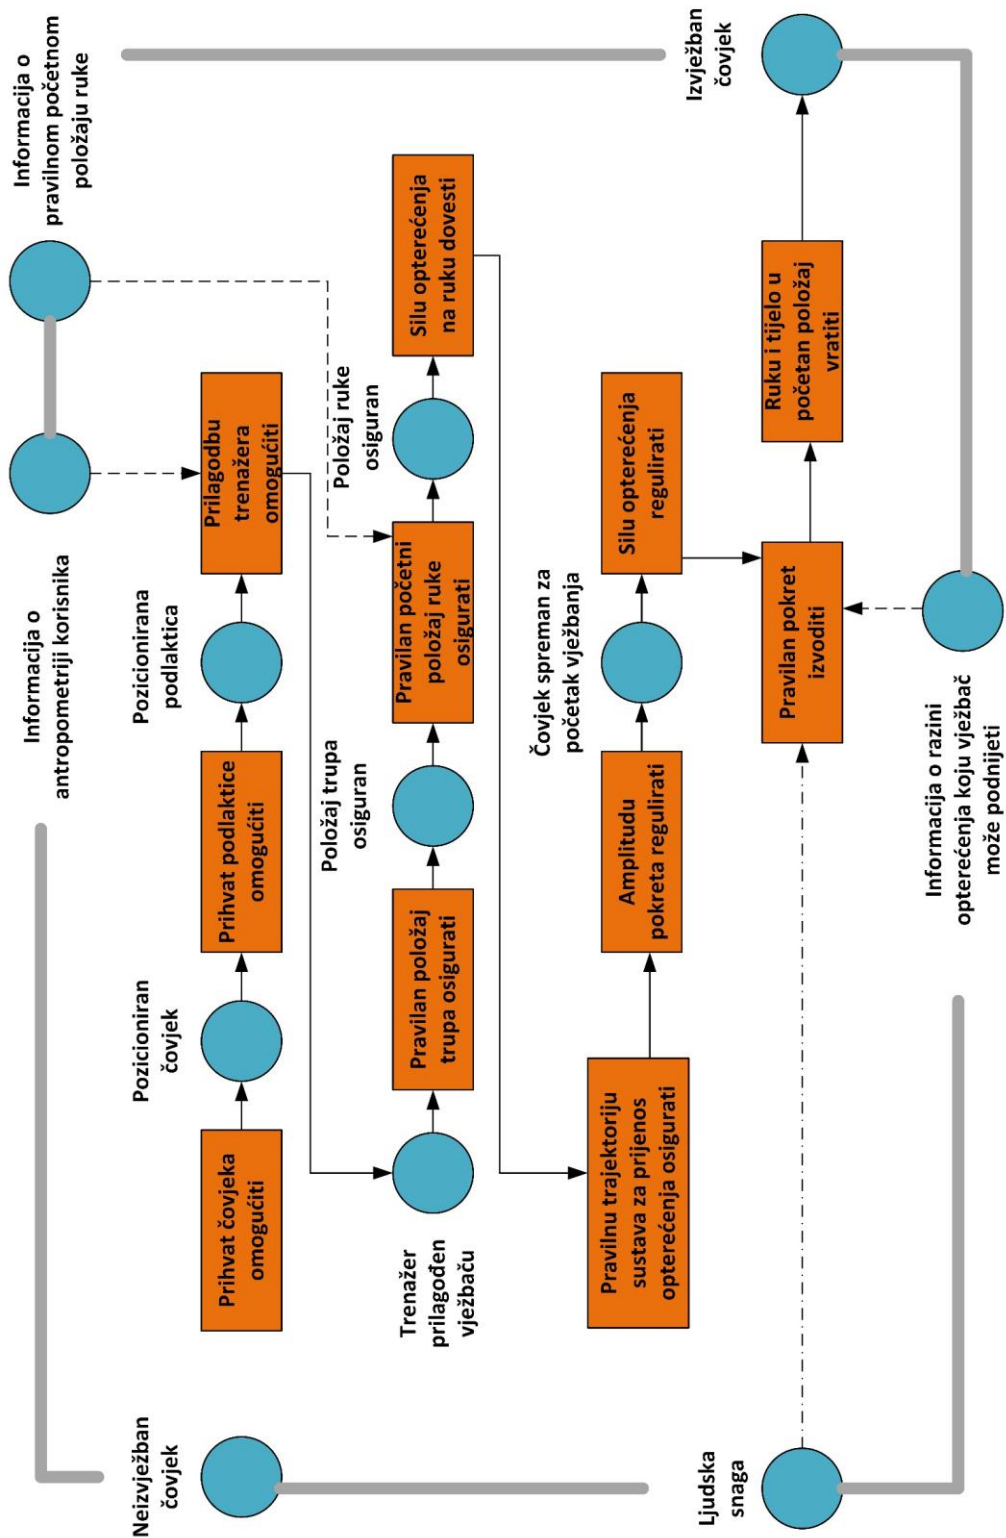 Informacija o
antropometriji korisnika
Informacija o
pravilnom početnom
položaju ruke
Neizvježban
čovjek
Prihvat čovjeka
omogućiti
Pozicioniran
čovjek
Prihvat podlaktice
omogućiti
Pozicionirana
podlaktica
Prilagodbu
trenažera
omogućiti
Trenažer
prilagođen
vježbaču
Pravilan položaj
trupa osigurati
Položaj trupa
osiguran
Pravilan početni
položaj ruke
osigurati
Položaj ruke
osiguran
Silu opterećenja
na ruku dovesti
Pravilnu trajektoriju
sustava za prijenos
opterećenja osigurati
Amplitudu
pokreta regulirati
Čovjek spreman za
početak vježbanja
Silu opterećenja
regulirati
Ljudska
snaga
Pravilan pokret
izvoditi
Ruku i tijelo u
početan položaj
vratiti
Izvježban
čovjek
Informacija o razini
opterećenja koju vježbač
može podnijeti